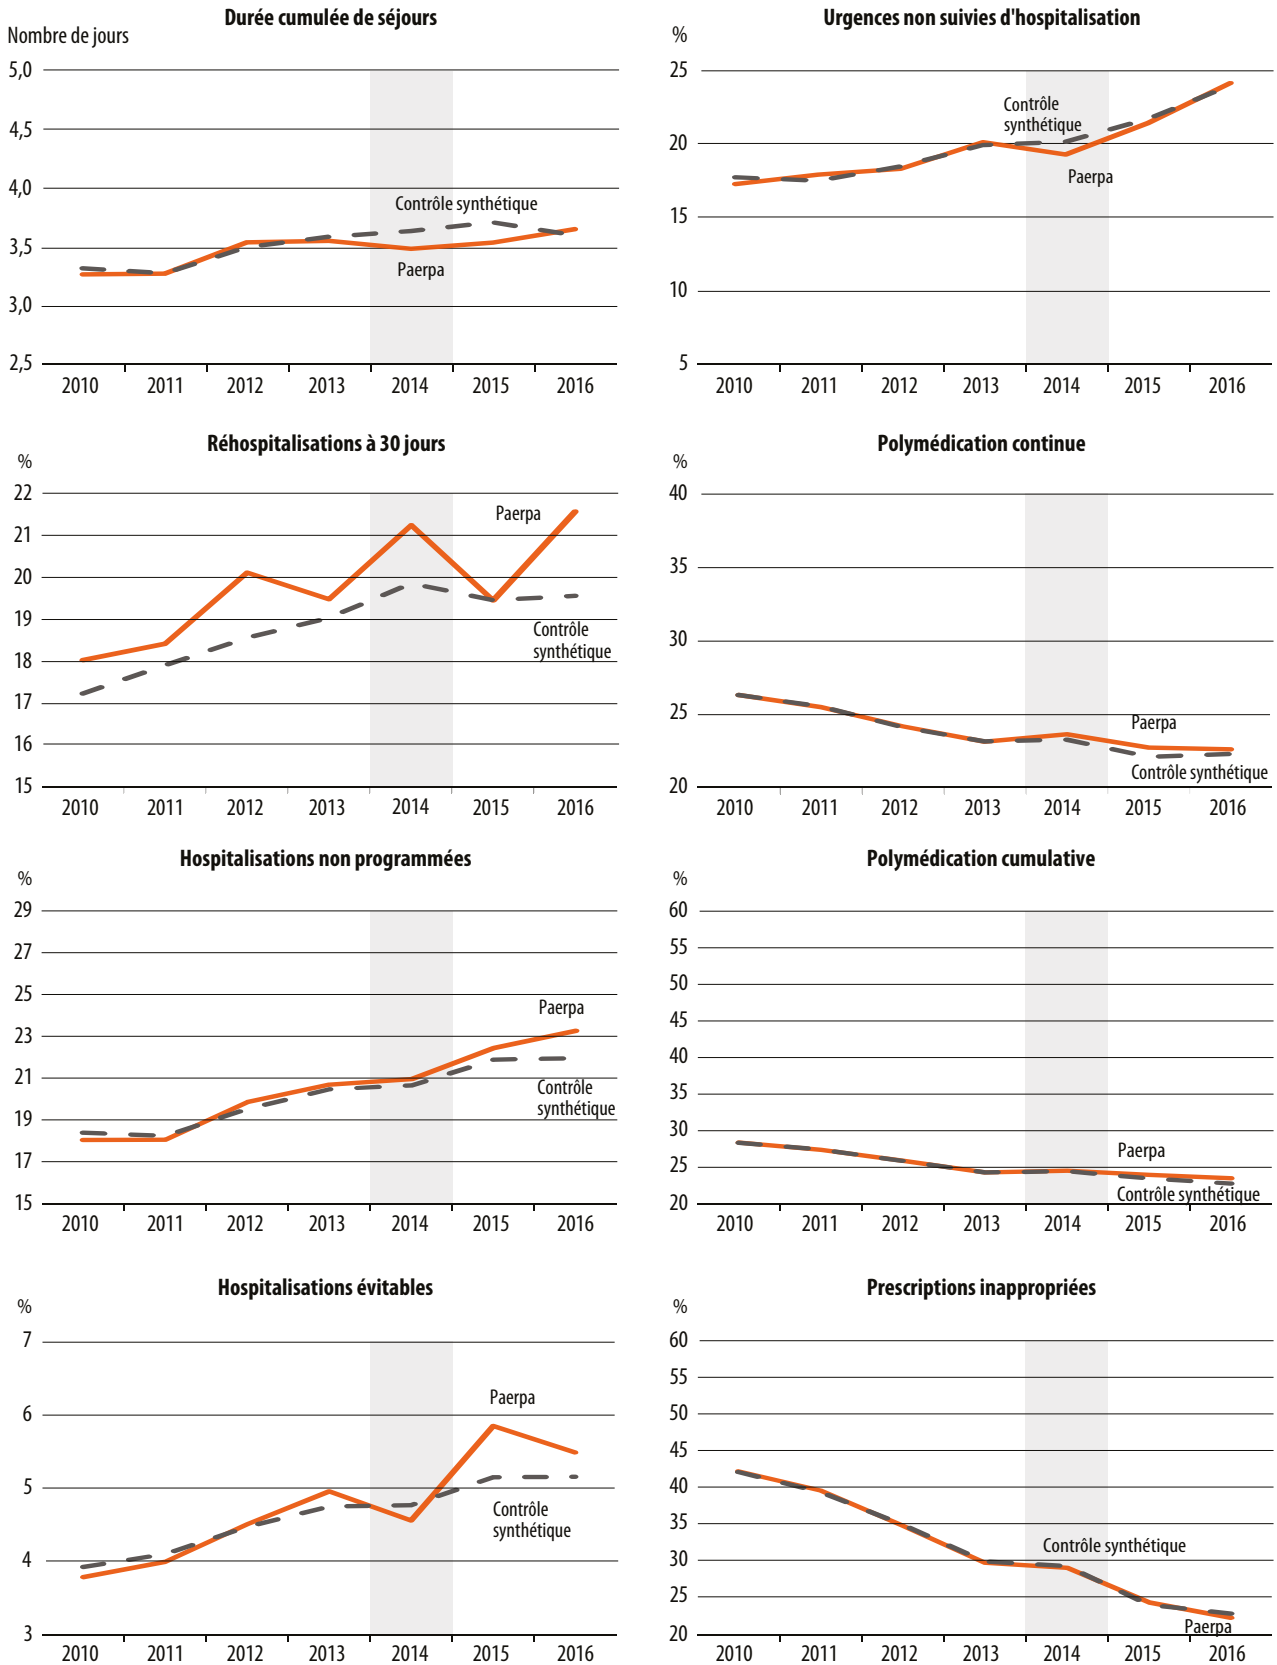 Durée cumulée de séjours
Nombre de jours
5,0
4,5
4,0
3,5
3,0
2,5
Contrôle synthétique
Paerpa
2010 2011 2012 2013 2014 2015 2016
Urgences non suivies d'hospitalisation
%
25
20
15
10
5
Contrôle
synthétique
Paerpa
2010 2011 2012 2013 2014 2015 2016
Réhospitalisations à 30 jours
%
22
21
20
19
18
17
16
15
Paerpa
Contrôle
synthétique
2010 2011 2012 2013 2014 2015 2016
Polymédication continue
%
40
35
30
25
20
Paerpa
Contrôle synthétique
2010 2011 2012 2013 2014 2015 2016
Hospitalisations non programmées
%
29
27
25
23
21
19
17
15
Paerpa
Contrôle
synthétique
2010 2011 2012 2013 2014 2015 2016
Polymédication cumulative
%
60
55
50
45
40
35
30
25
20
Paerpa
Contrôle synthétique
2010 2011 2012 2013 2014 2015 2016
Hospitalisations évitables
%
7
6
5
4
3
Paerpa
Contrôle
synthétique
2010 2011 2012 2013 2014 2015 2016
Prescriptions inappropriées
%
60
55
50
45
40
35
30
25
20
Contrôle synthétique
Paerpa
2010 2011 2012 2013 2014 2015 2016